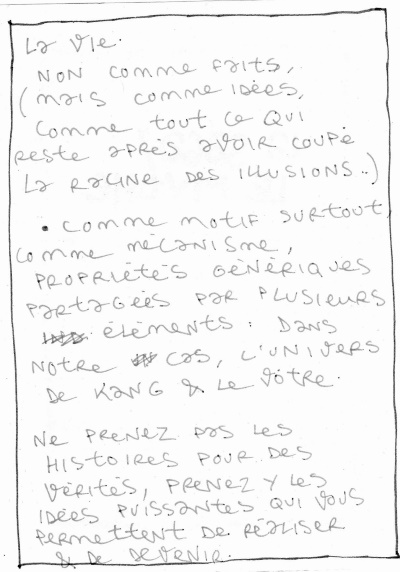 La vie.
NON comme faits,
(mais comme idées,
comme tout ce qui
reste après avoir coupé
la racine des illusions..)
• comme motif surtout,
comme mécanisme,
propriétés génériques
partagées par plusieurs
éléments : dans
notre cas, l'univers
de Kang & le vôtre.
Ne prenez pas les
histoires pour des
vérités, prenez y les
idées puissantes qui vous
permettent de réaliser
& de devenir.